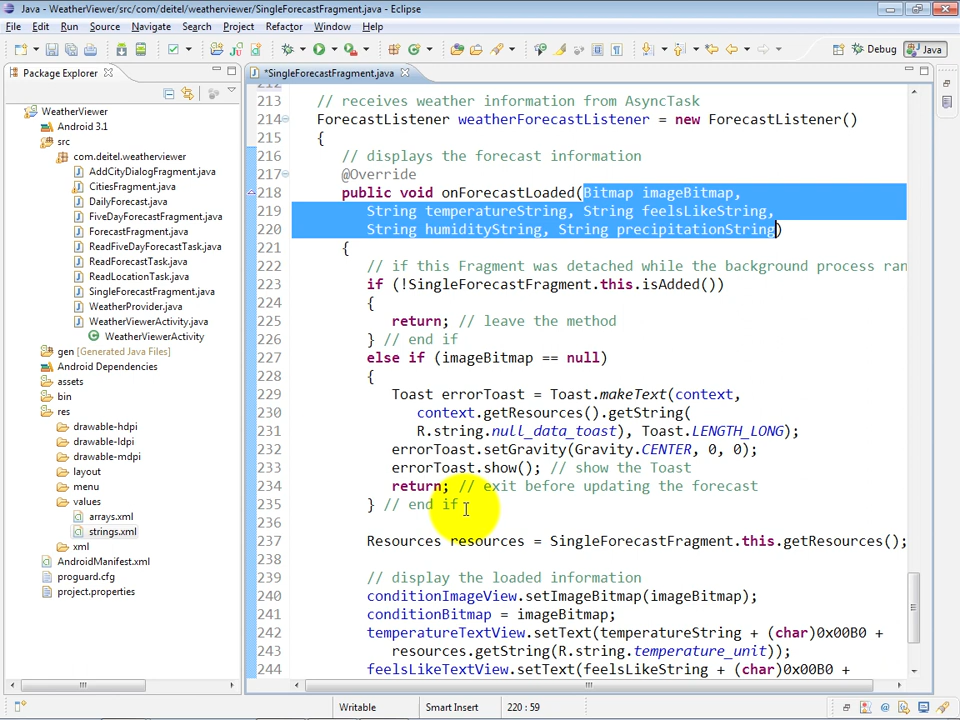 Java - WeatherViewer/src/com/deitel/weatherviewer/SingleForecastFragment.java - Eclipse
File Edit Run Source Navigate Search Project Refactor Window Help
Debug Java
Package Explorer
*SingleForecastFragment.java
WeatherViewer
Android 3.1
src
com.deitel.weatherviewer
AddCityDialogFragment.java
CitiesFragment.java
DailyForecast.java
FiveDayForecastFragment.java
ForecastFragment.java
ReadFiveDayForecastTask.java
ReadForecastTask.java
ReadLocationTask.java
SingleForecastFragment.java
WeatherProvider.java
WeatherViewerActivity.java
WeatherViewerActivity
gen [Generated Java Files]
Android Dependencies
assets
bin
res
drawable-hdpi
drawable-ldpi
drawable-mdpi
layout
menu
values
arrays.xml
strings.xml
xml
AndroidManifest.xml
proguard.cfg
project.properties
212
213 // receives weather information from AsyncTask
214 ForecastListener weatherForecastListener = new ForecastListener()
215 {
216 // displays the forecast information
217 @Override
218 public void onForecastLoaded(Bitmap imageBitmap,
219 String temperatureString, String feelsLikeString,
220 String humidityString, String precipitationString)
221 {
222 // if this Fragment was detached while the background process ran
223 if (!SingleForecastFragment.this.isAdded())
224 {
225 return; // leave the method
226 } // end if
227 else if (imageBitmap == null)
228 {
229 Toast errorToast = Toast.makeText(context,
230 context.getResources().getString(
231 R.string.null_data_toast), Toast.LENGTH_LONG);
232 errorToast.setGravity(Gravity.CENTER, 0, 0);
233 errorToast.show(); // show the Toast
234 return; // exit before updating the forecast
235 } // end if
236
237 Resources resources = SingleForecastFragment.this.getResources();
238
239 // display the loaded information
240 conditionImageView.setImageBitmap(imageBitmap);
241 conditionBitmap = imageBitmap;
242 temperatureTextView.setText(temperatureString + (char)0x00B0 +
243 resources.getString(R.string.temperature_unit));
244 feelsLikeTextView.setText(feelsLikeString + (char)0x00B0 +
Writable Smart Insert 220 : 59